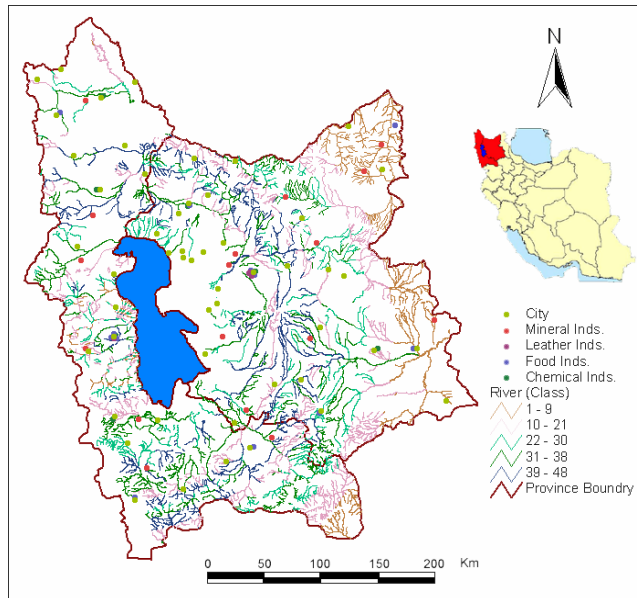 N
City
Mineral Inds.
Leather Inds.
Food Inds.
Chemical Inds.
River (Class)
1 - 9
10 - 21
22 - 30
31 - 38
39 - 48
Province Boundry
0 50 100 150 200 Km